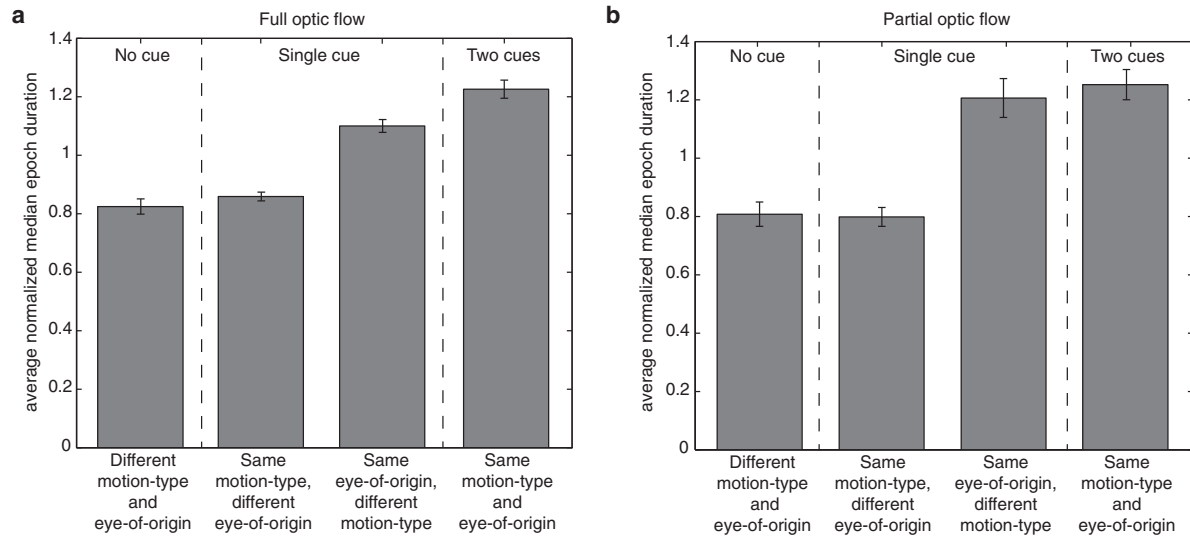 a
Full optic flow
No cue
Single cue
Two cues
average normalized median epoch duration
1.4
1.2
1
0.8
0.6
0.4
0.2
0
Different
motion-type
and
eye-of-origin
Same
motion-type,
different
eye-of-origin
Same
eye-of-origin,
different
motion-type
Same
motion-type
and
eye-of-origin
b
Partial optic flow
No cue
Single cue
Two cues
average normalized median epoch duration
1.4
1.2
1
0.8
0.6
0.4
0.2
0
Different
motion-type
and
eye-of-origin
Same
motion-type,
different
eye-of-origin
Same
eye-of-origin,
different
motion-type
Same
motion-type
and
eye-of-origin